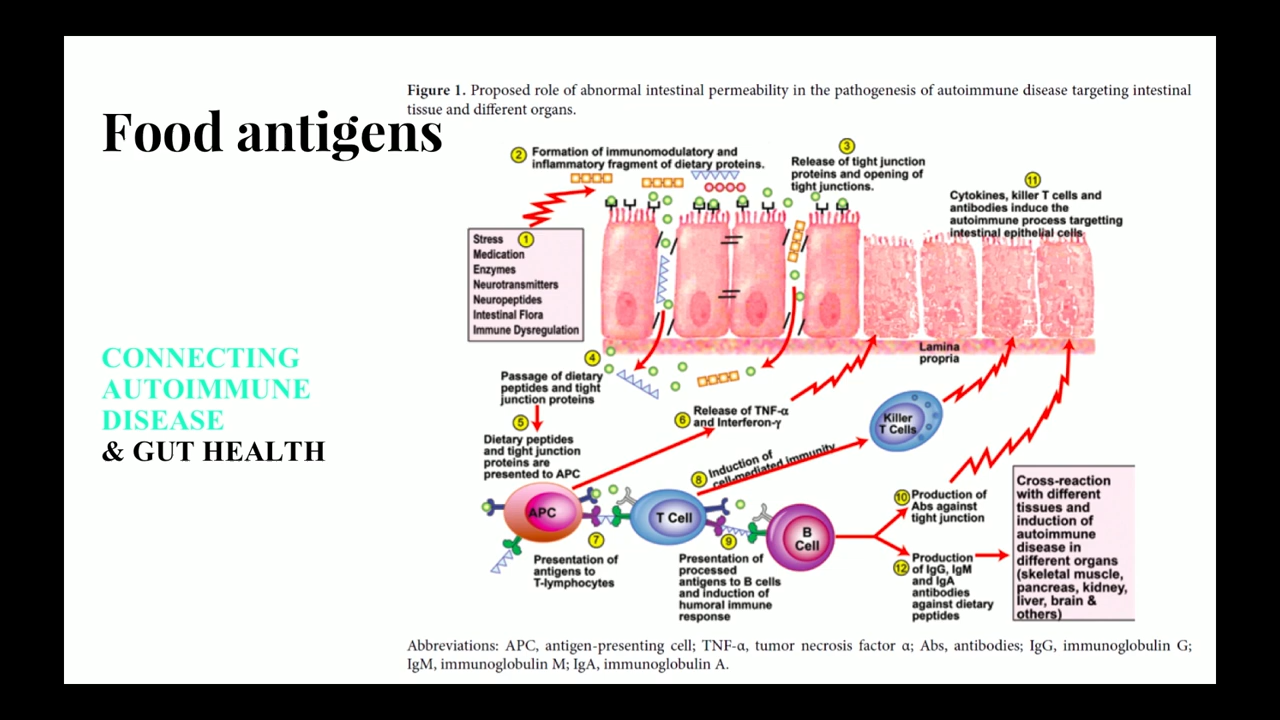 Food antigens
CONNECTING
AUTOIMMUNE
DISEASE
& GUT HEALTH
Figure 1. Proposed role of abnormal intestinal permeability in the pathogenesis of autoimmune disease targeting intestinal
tissue and different organs.
2 Formation of immunomodulatory and
inflammatory fragment of dietary proteins.
3
Release of tight junction
proteins and opening of
tight junctions.
11
Cytokines, killer T cells and
antibodies induce the
autoimmune process targetting
intestinal epithelial cells
Stress 1
Medication
Enzymes
Neurotransmitters
Neuropeptides
Intestinal Flora
Immune Dysregulation
Lamina
propria
4
Passage of dietary
peptides and tight
junction proteins
5
Dietary peptides
and tight junction
proteins are
presented to APC
6 Release of TNF-α
and Interferon-γ
Killer
T Cells
8 Induction of
cell-mediated immunity
APC
T Cell
B
Cell
7
Presentation of
antigens to
T-lymphocytes
9
Presentation of
processed
antigens to B cells
and induction of
humoral immune
response
10 Production of
Abs against
tight junction
12 Production
of IgG, IgM
and IgA
antibodies
against dietary
peptides
Cross-reaction
with different
tissues and
induction of
autoimmune
disease in
different organs
(skeletal muscle,
pancreas, kidney,
liver, brain &
others)
Abbreviations: APC, antigen-presenting cell; TNF-α, tumor necrosis factor α; Abs, antibodies; IgG, immunoglobulin G;
IgM, immunoglobulin M; IgA, immunoglobulin A.